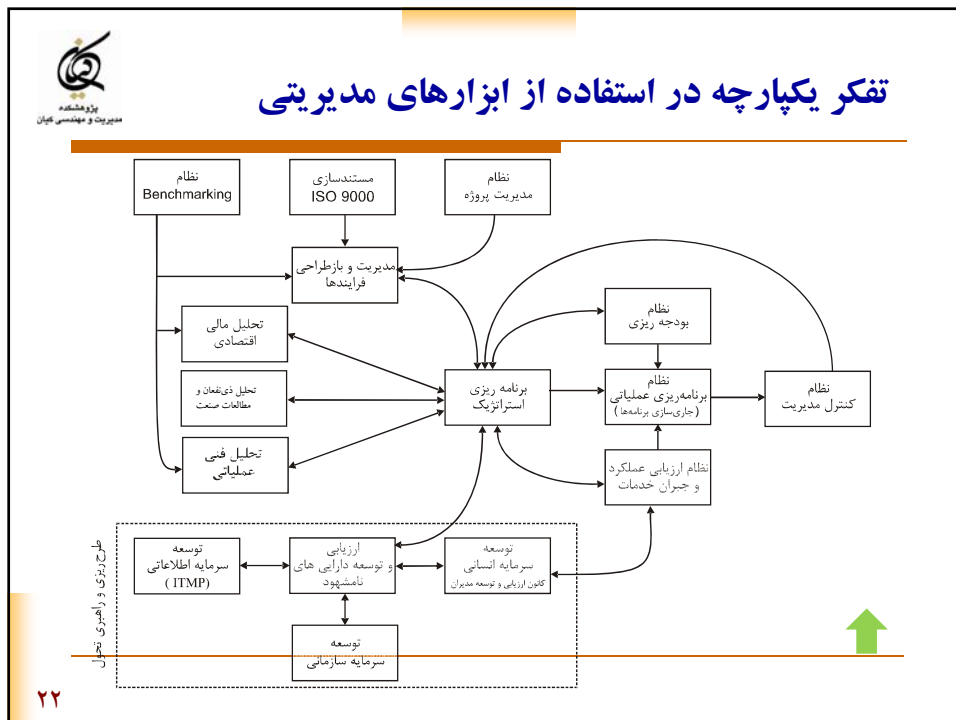 کیان
پژوهشکده
مدیریت و مهندسی کیان
تفکر یکپارچه در استفاده از ابزارهای مدیریتی
نظام
مدیریت پروژه
مستندسازی
ISO 9000
نظام
Benchmarking
مدیریت و بازطراحی
فرایندها
تحلیل مالی
اقتصادی
تحلیل ذی‌نفعان و
مطالعات صنعت
تحلیل فنی
عملیاتی
برنامه ریزی
استراتژیک
نظام
بودجه ریزی
نظام
برنامه‌ریزی عملیاتی
(جاری‌سازی برنامه‌ها)
نظام
کنترل مدیریت
نظام ارزیابی عملکرد
و جبران خدمات
توسعه
سرمایه انسانی
کانون ارزیابی و توسعه مدیران
ارزیابی
و توسعه دارایی های
نامشهود
توسعه
سرمایه اطلاعاتی
(ITMP)
توسعه
سرمایه سازمانی
طرح‌ریزی و راهبری تحول
۲۲